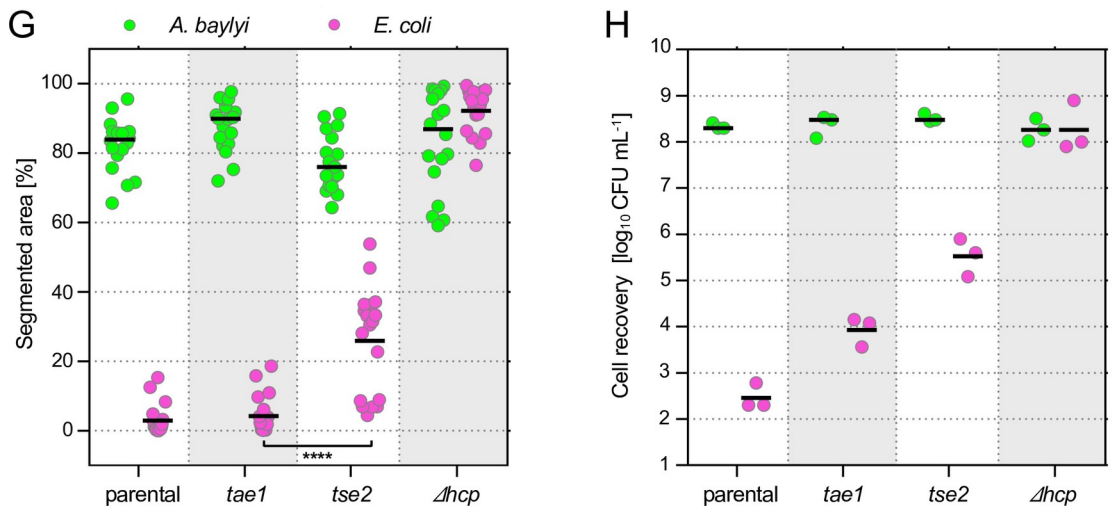 G
A. baylyi
E. coli
Segmented area [%]
100
80
60
40
20
0
****
parental
tae1
tse2
Δhcp
H
Cell recovery [log₁₀ CFU mL⁻¹]
10
9
8
7
6
5
4
3
2
1
parental
tae1
tse2
Δhcp